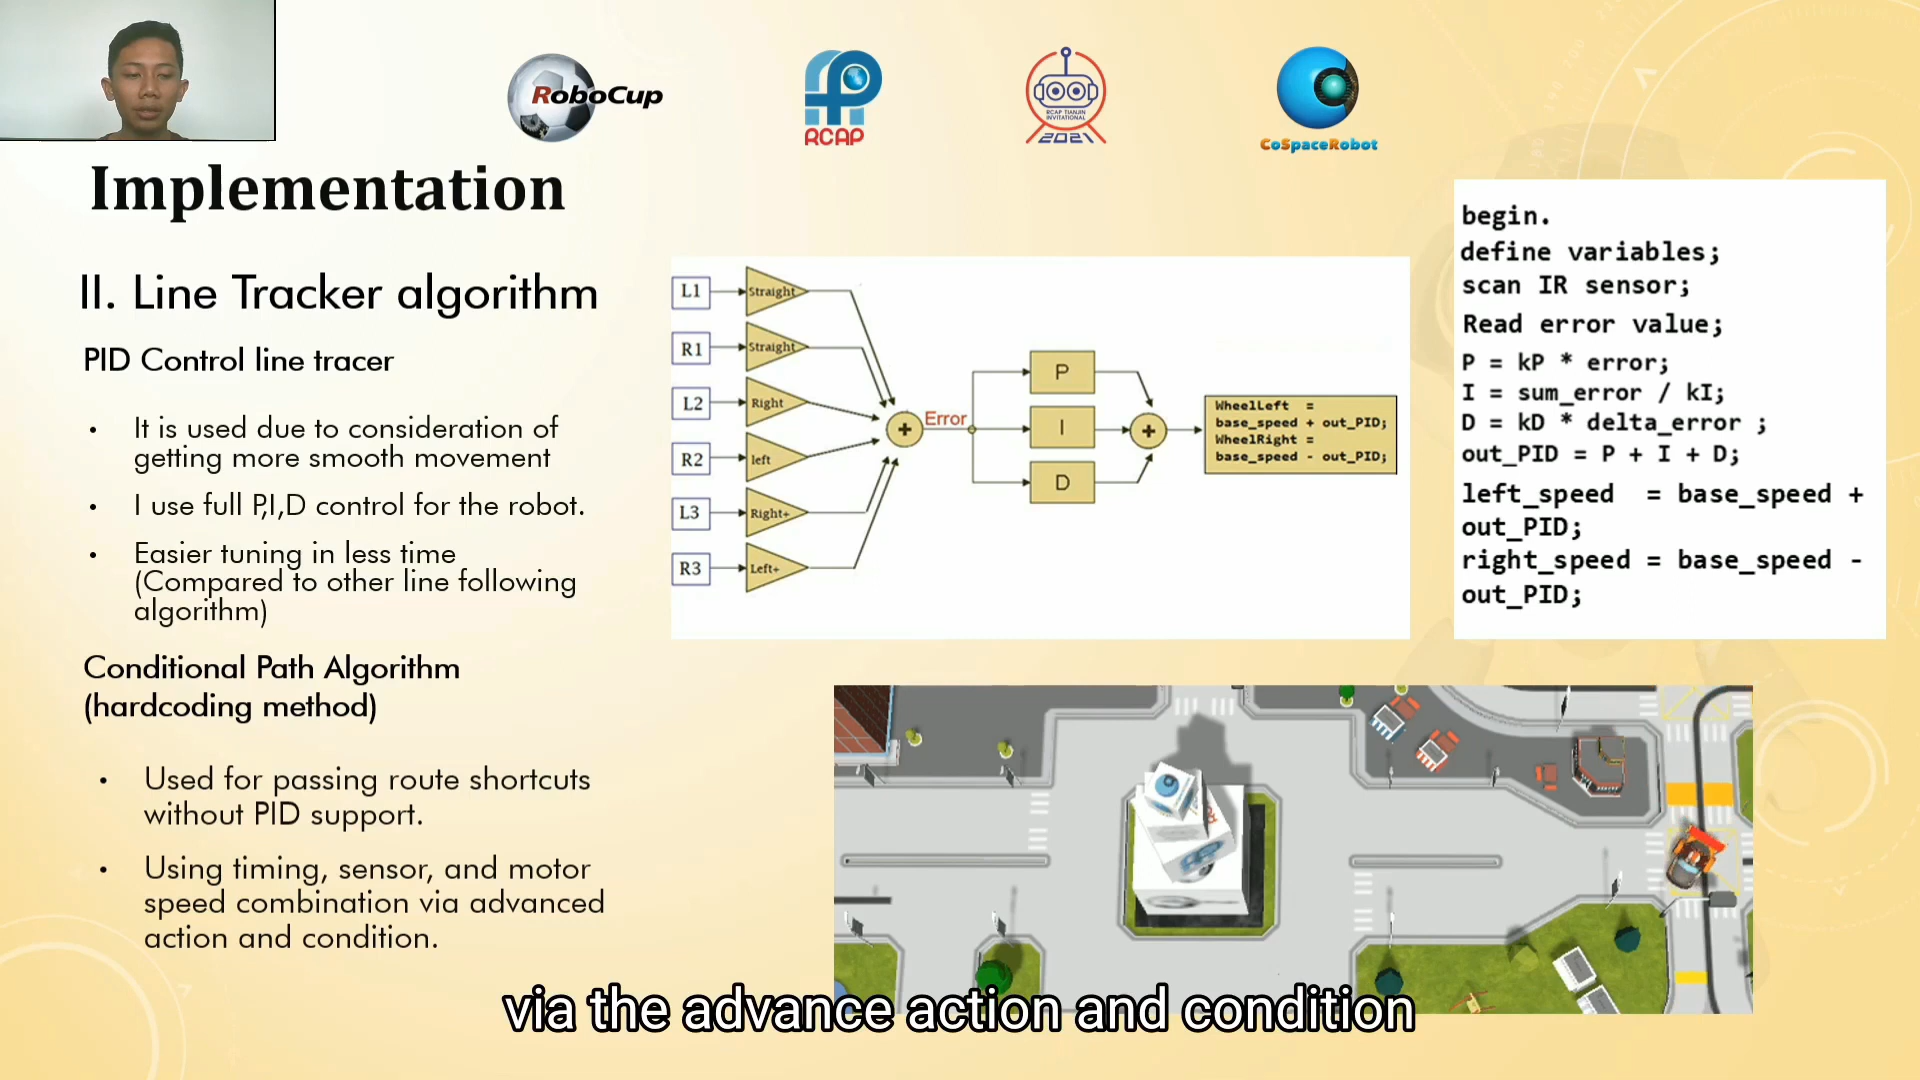 RoboCup
RCAP
RCAP TIANJIN
INVITATIONAL
2021
CoSpaceRobot
Implementation
II. Line Tracker algorithm
PID Control line tracer
• It is used due to consideration of
getting more smooth movement
• I use full P,I,D control for the robot.
• Easier tuning in less time
(Compared to other line following
algorithm)
Conditional Path Algorithm
(hardcoding method)
• Used for passing route shortcuts
without PID support.
• Using timing, sensor, and motor
speed combination via advanced
action and condition.
L1 Straight
R1 Straight
L2 Right
R2 left
L3 Right+
R3 Left+
+
Error
P
I
D
+
WheelLeft =
base_speed + out_PID;
WheelRight =
base_speed - out_PID;
begin.
define variables;
scan IR sensor;
Read error value;
P = kP * error;
I = sum_error / kI;
D = kD * delta_error ;
out_PID = P + I + D;
left_speed = base_speed +
out_PID;
right_speed = base_speed -
out_PID;
via the advance action and condition